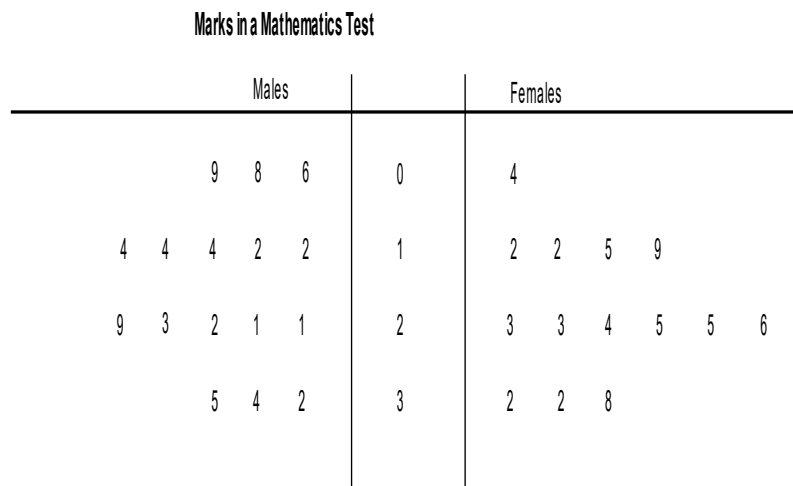 Marks in a Mathematics Test
Males Females
9 8 6 0 4
4 4 4 2 2 1 2 2 5 9
9 3 2 1 1 2 3 3 4 5 5 6
5 4 2 3 2 2 8